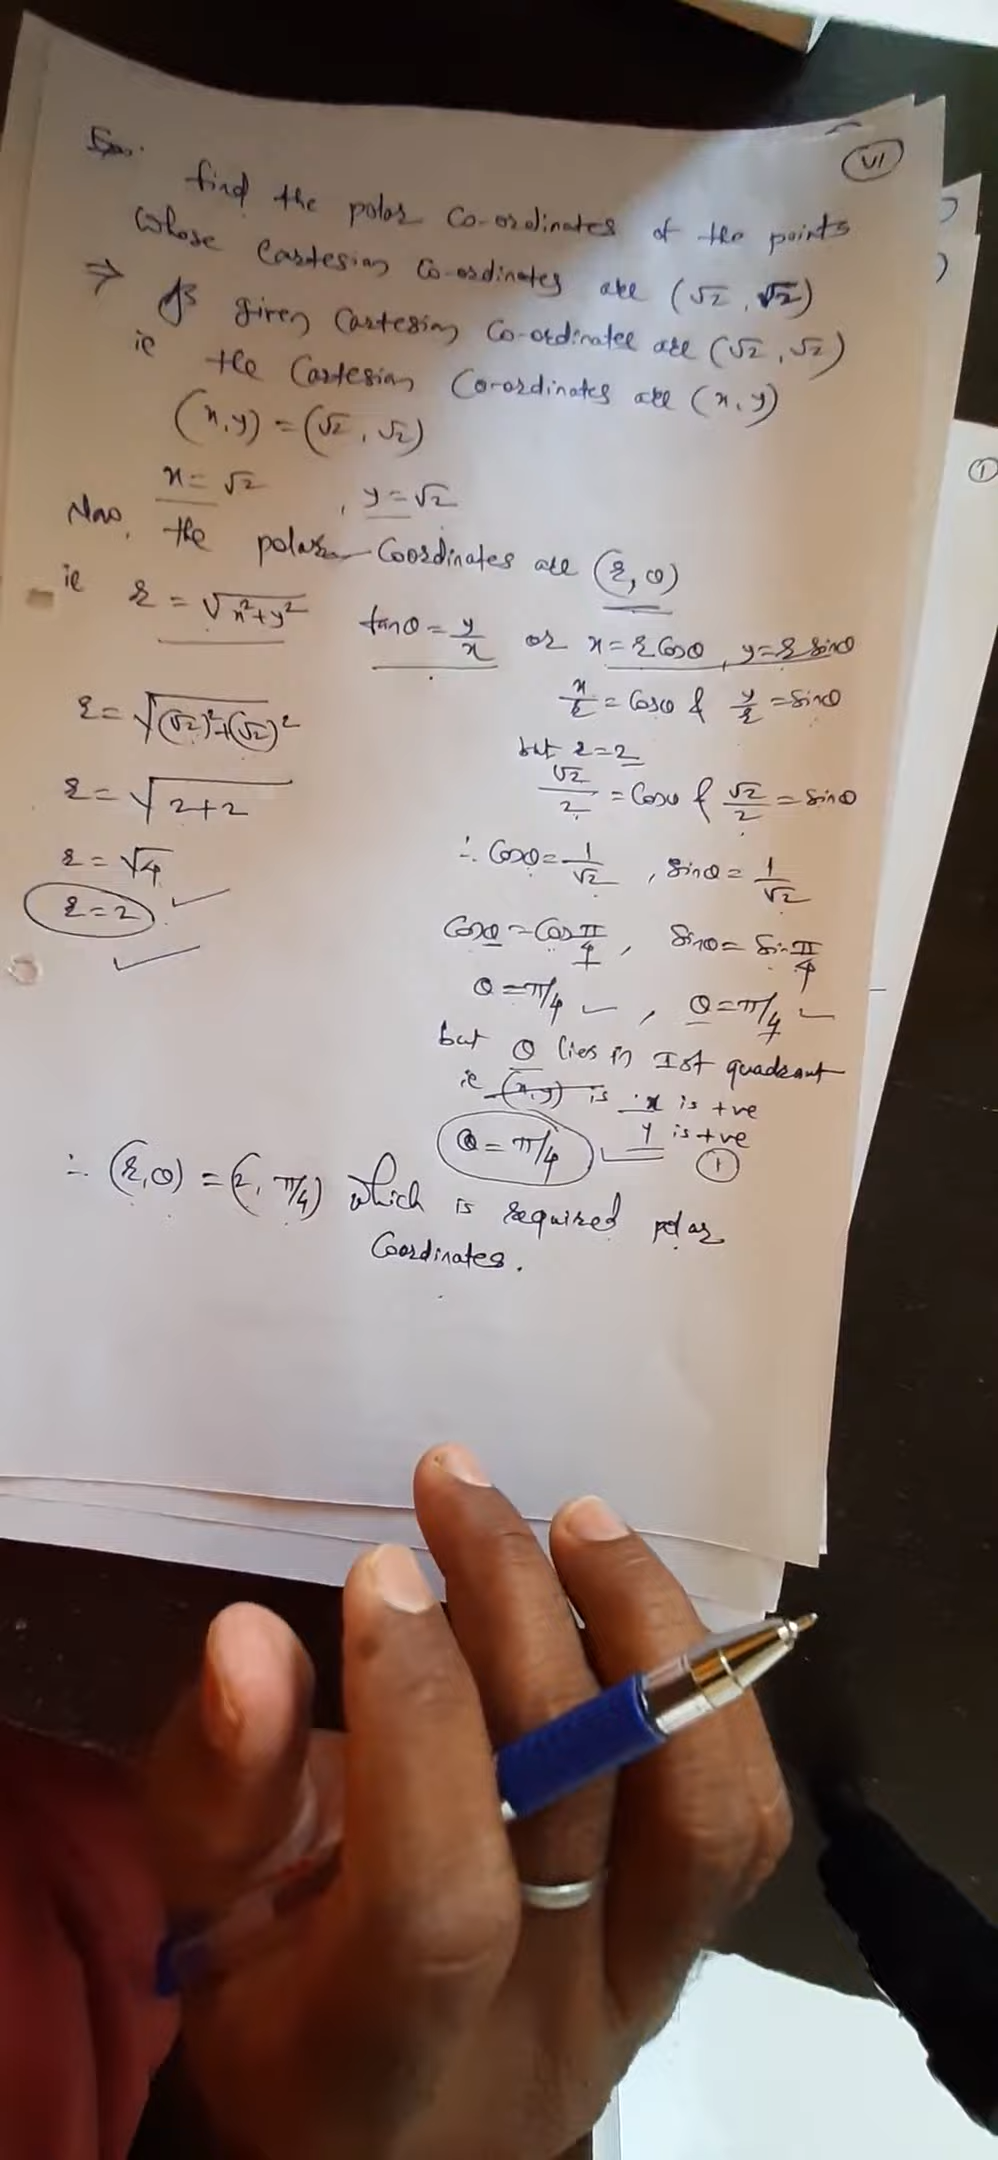 VI
Ex.
find the polar Co-ordinates of the points
whose Cartesian Co-ordinates are (√2, √2)
⇒ given Cartesian Co-ordinates are (√2, √2)
ie the Cartesian Co-ordinates are (x, y)
(x, y) = (√2, √2)
x = √2 , y = √2
Now, the polar Coordinates are (r, θ)
ie r = √x²+y² tanθ = y/x or x = r Cosθ, y = r sinθ
r = √(√2)²+(√2)²
r = √2+2
r = √4
r = 2
x/r = Cosθ & y/r = sinθ
but r = 2
√2/2 = Cosθ & √2/2 = sinθ
∴ Cosθ = 1/√2 , Sinθ = 1/√2
Cosθ = Cos π/4 , Sinθ = Sin π/4
θ = π/4 , θ = π/4
but θ lies in Ist quadrant
ie (x, y) is x is +ve
y is +ve
θ = π/4
1
∴ (r, θ) = (2, π/4) which is required polar
Coordinates.
1